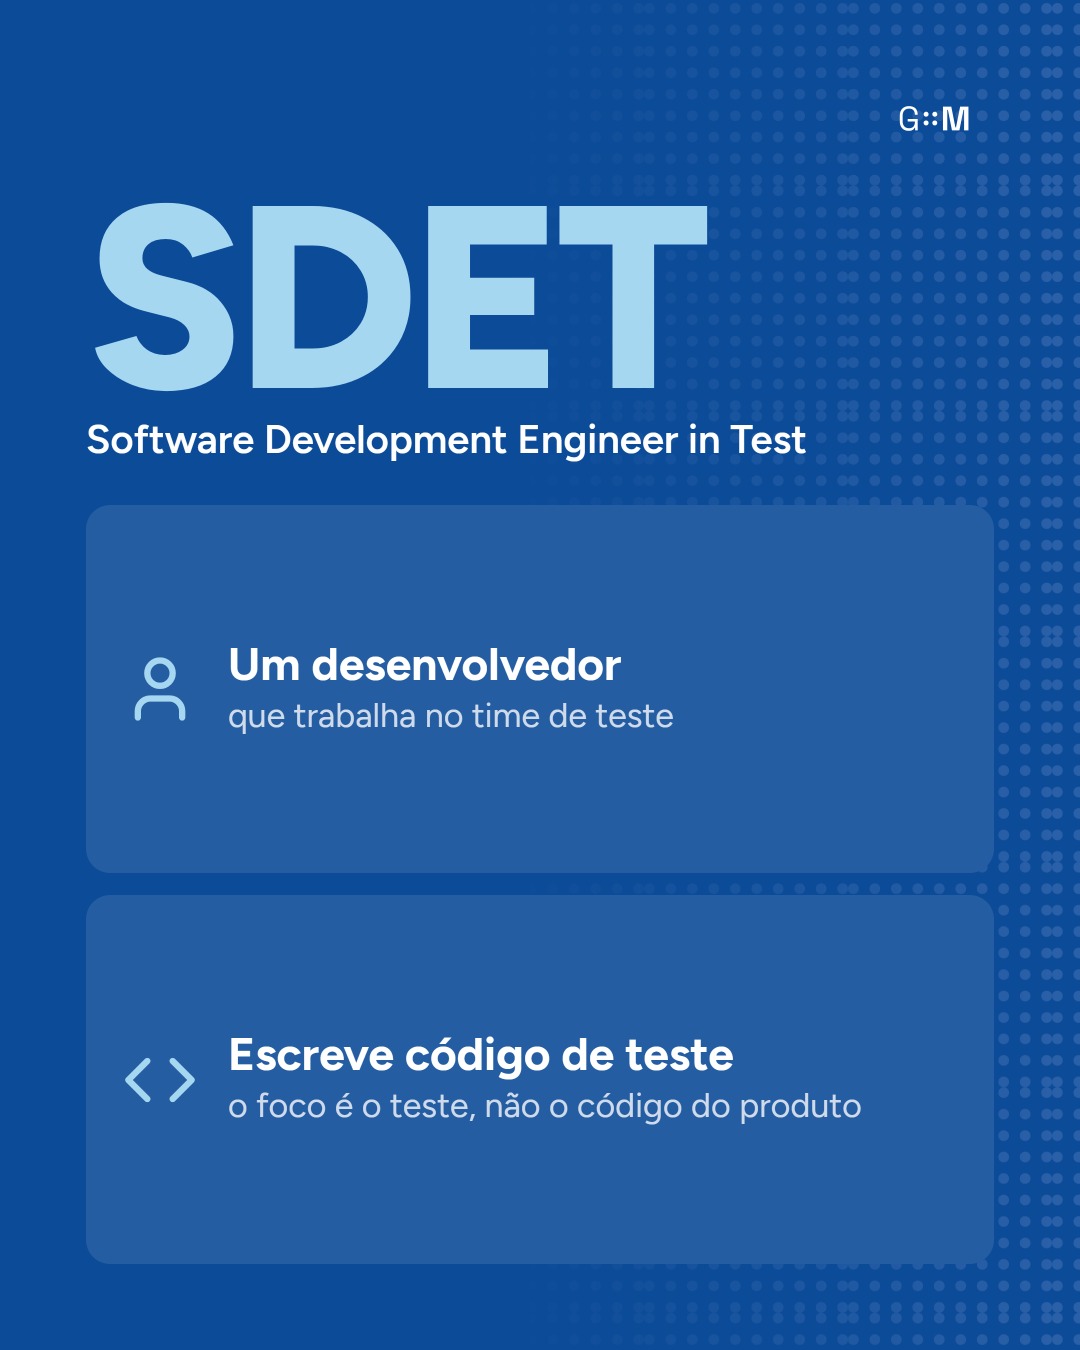 G::M
SDET
Software Development Engineer in Test
Um desenvolvedor
que trabalha no time de teste
Escreve código de teste
o foco é o teste, não o código do produto